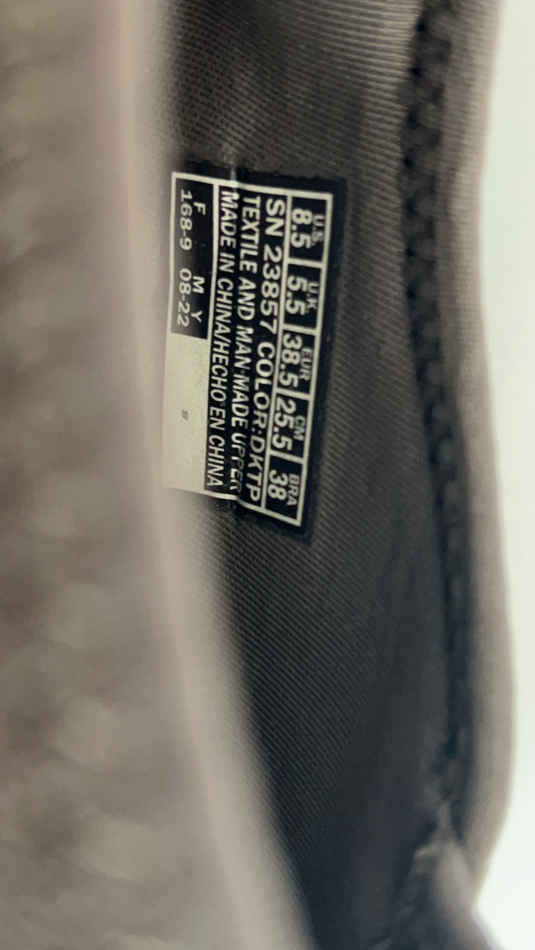 U.S. U.K. EUR CM BRA
8.5 5.5 38.5 25.5 38
SN 23857 COLOR:DKTP
TEXTILE AND MAN-MADE UPPER
MADE IN CHINA/HECHO EN CHINA
F M Y
168-9 08-22